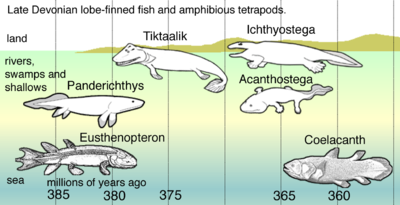 Late Devonian lobe-finned fish and amphibious tetrapods.
land
Tiktaalik
Ichthyostega
rivers,
swamps and
shallows
Panderichthys
Acanthostega
Eusthenopteron
Coelacanth
sea
millions of years ago
385 380 375 365 360